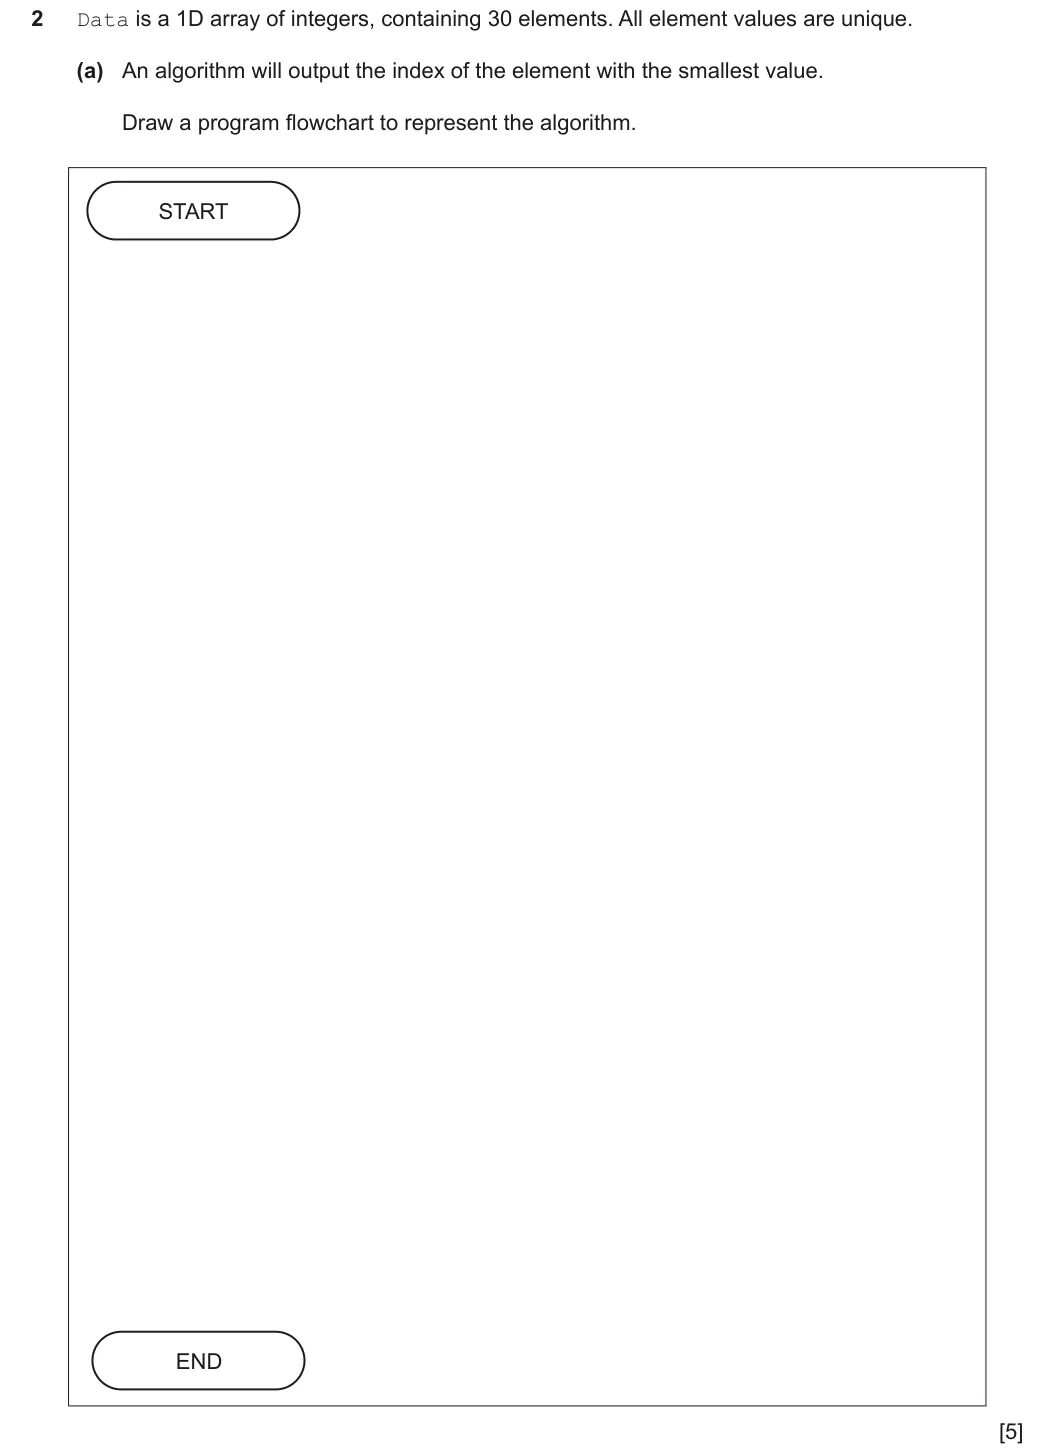 2 Data is a 1D array of integers, containing 30 elements. All element values are unique.
(a) An algorithm will output the index of the element with the smallest value.
Draw a program flowchart to represent the algorithm.
START
END
[5]